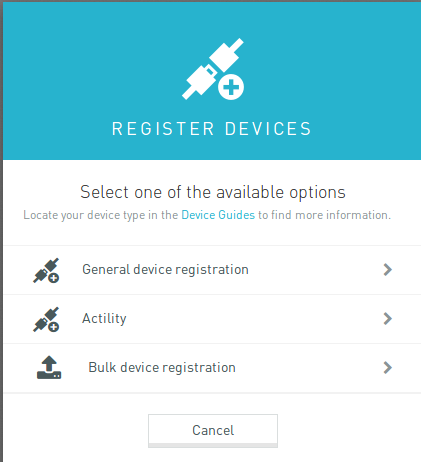 REGISTER DEVICES
Select one of the available options
Locate your device type in the Device Guides to find more information.
General device registration
Actility
Bulk device registration
Cancel